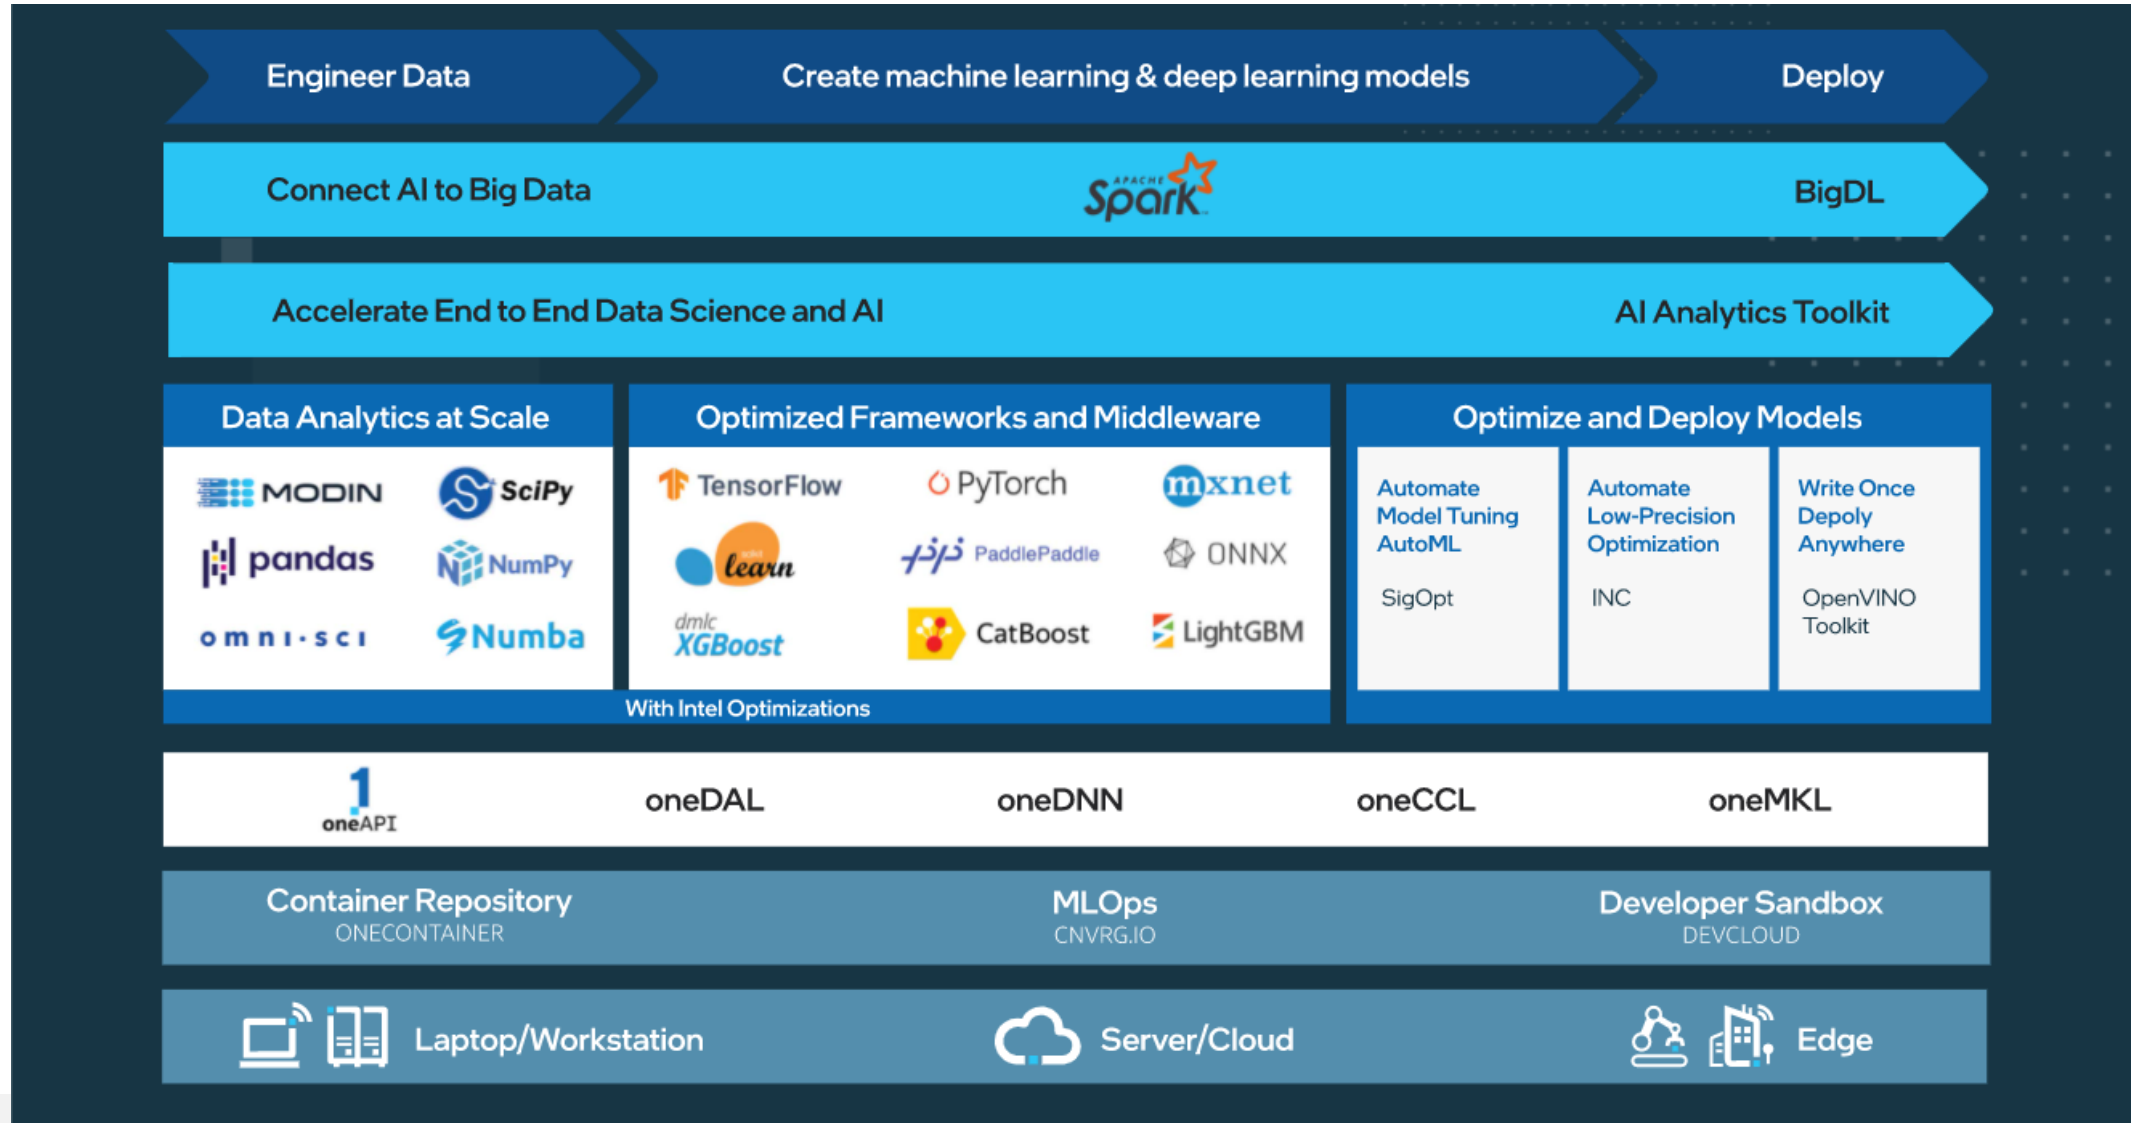 Engineer Data
Create machine learning & deep learning models
Deploy
Connect AI to Big Data
APACHE
Spark
BigDL
Accelerate End to End Data Science and AI
AI Analytics Toolkit
Data Analytics at Scale
MODIN
SciPy
pandas
NumPy
omni·sci
Numba
Optimized Frameworks and Middleware
TensorFlow
PyTorch
mxnet
scikit
learn
PaddlePaddle
ONNX
dmlc
XGBoost
CatBoost
LightGBM
With Intel Optimizations
Optimize and Deploy Models
Automate
Model Tuning
AutoML
SigOpt
Automate
Low-Precision
Optimization
INC
Write Once
Depoly
Anywhere
OpenVINO
Toolkit
1
oneAPI
oneDAL
oneDNN
oneCCL
oneMKL
Container Repository
ONECONTAINER
MLOps
CNVRG.IO
Developer Sandbox
DEVCLOUD
Laptop/Workstation
Server/Cloud
Edge